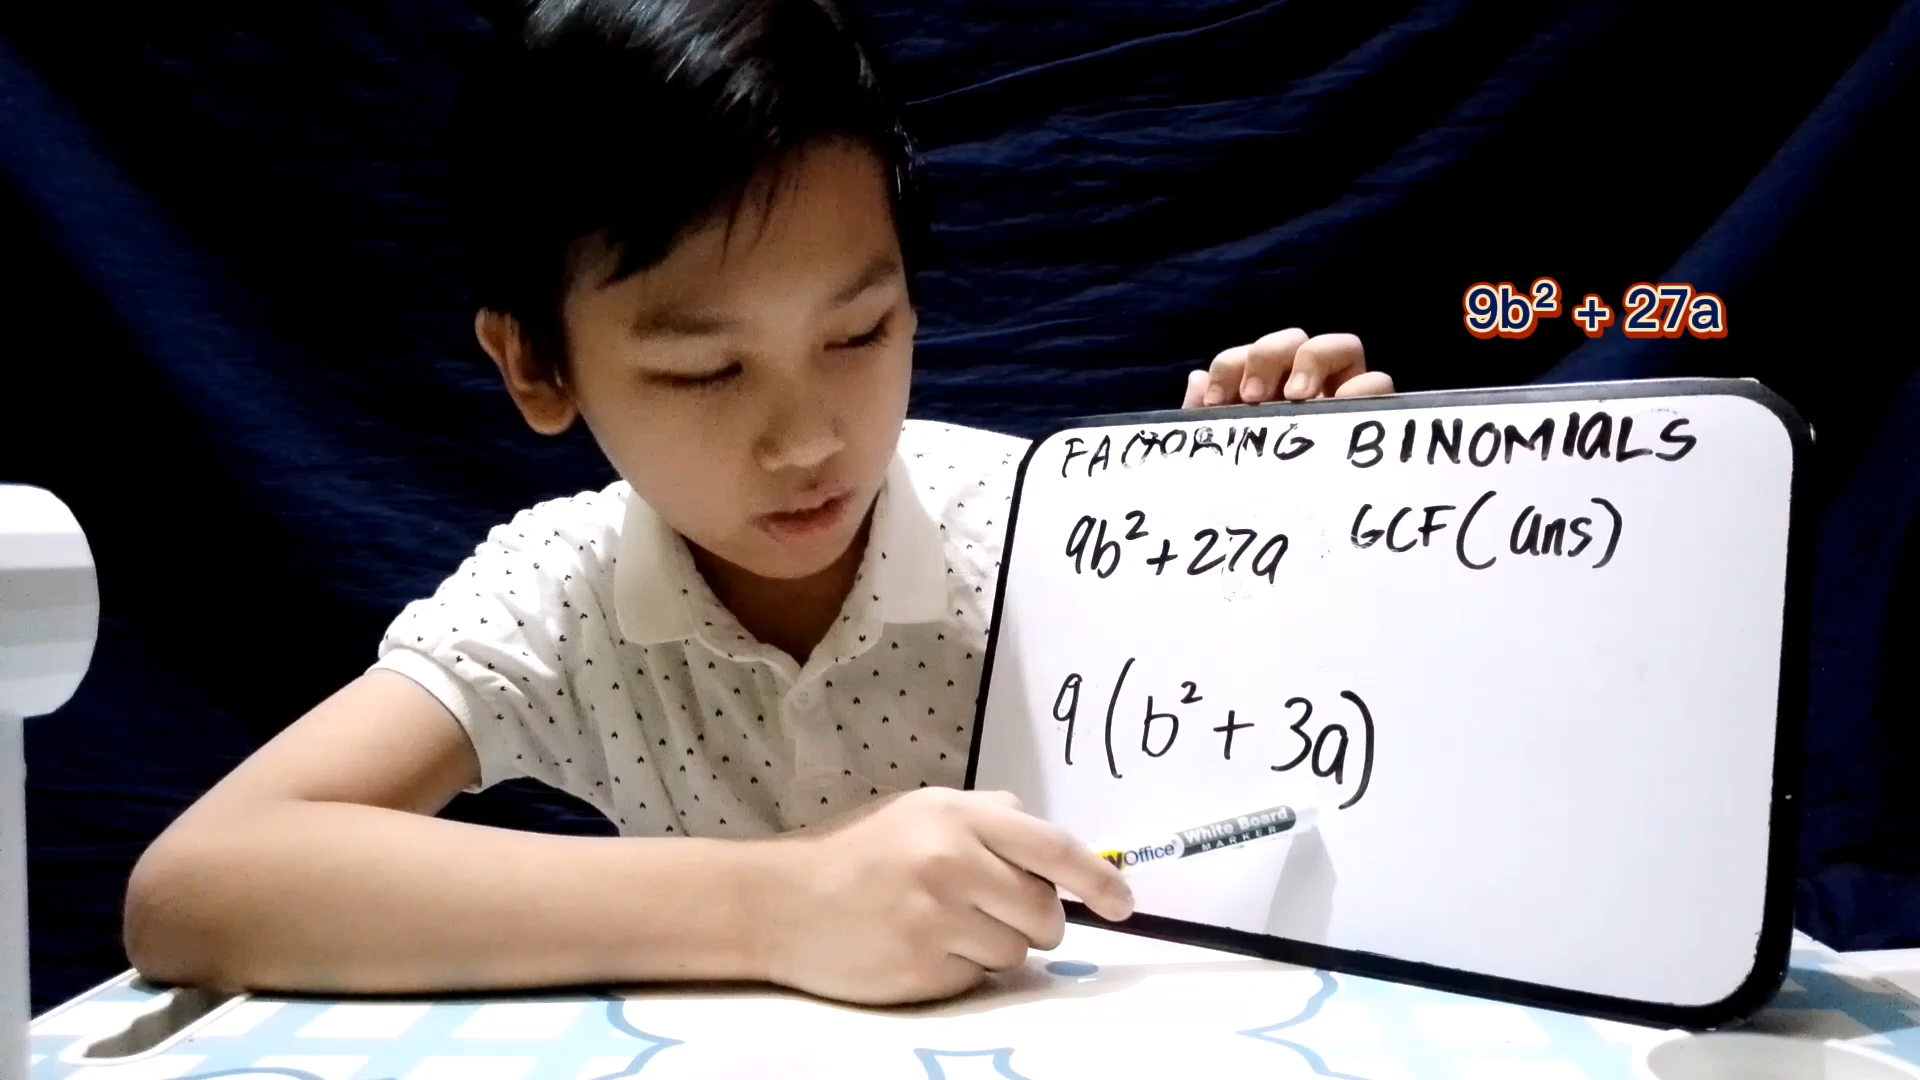 9b² + 27a
FACTORING BINOMIALS
9b² + 27a GCF (ans)
9 (b² + 3a)
Office White Board
MARKER